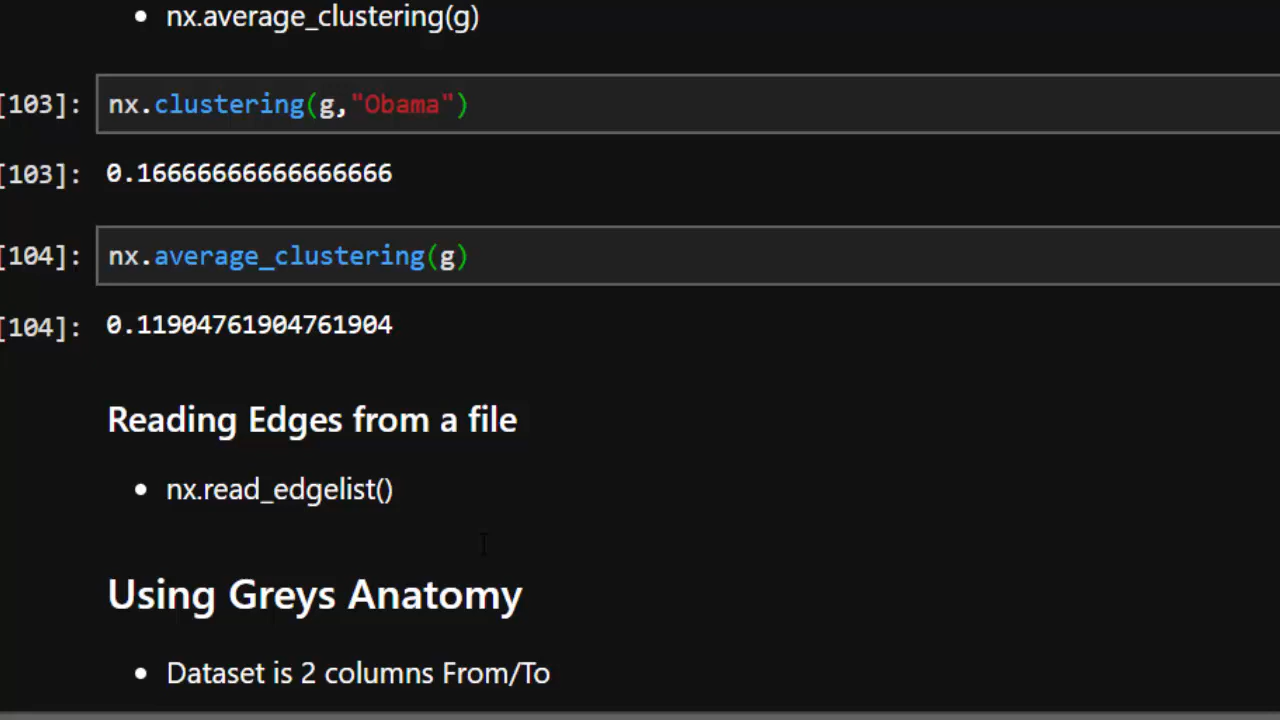 • nx.average_clustering(g)
[103]: nx.clustering(g,"Obama")
[103]: 0.16666666666666666
[104]: nx.average_clustering(g)
[104]: 0.11904761904761904
Reading Edges from a file
• nx.read_edgelist()
Using Greys Anatomy
• Dataset is 2 columns From/To